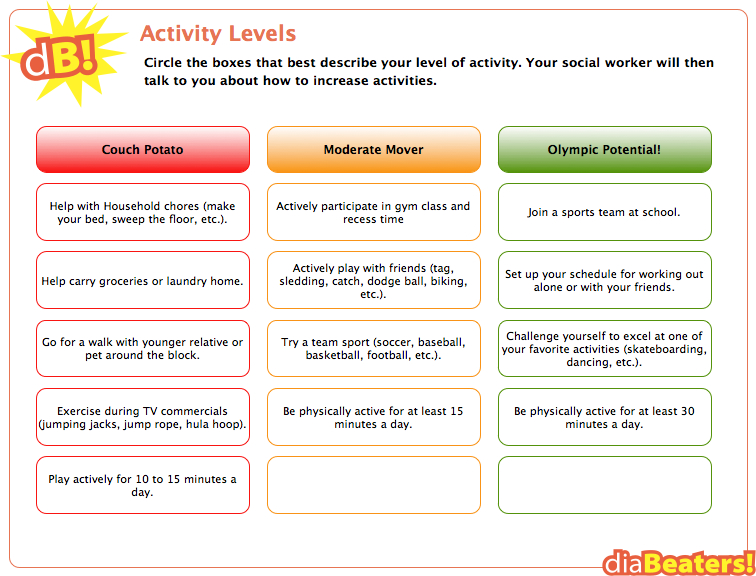 dB!
Activity Levels
Circle the boxes that best describe your level of activity. Your social worker will then
talk to you about how to increase activities.
Couch Potato
Moderate Mover
Olympic Potential!
Help with Household chores (make
your bed, sweep the floor, etc.).
Actively participate in gym class and
recess time
Join a sports team at school.
Help carry groceries or laundry home.
Actively play with friends (tag,
sledding, catch, dodge ball, biking,
etc.).
Set up your schedule for working out
alone or with your friends.
Go for a walk with younger relative or
pet around the block.
Try a team sport (soccer, baseball,
basketball, football, etc.).
Challenge yourself to excel at one of
your favorite activities (skateboarding,
dancing, etc.).
Exercise during TV commercials
(jumping jacks, jump rope, hula hoop).
Be physically active for at least 15
minutes a day.
Be physically active for at least 30
minutes a day.
Play actively for 10 to 15 minutes a
day.
diaBeaters!